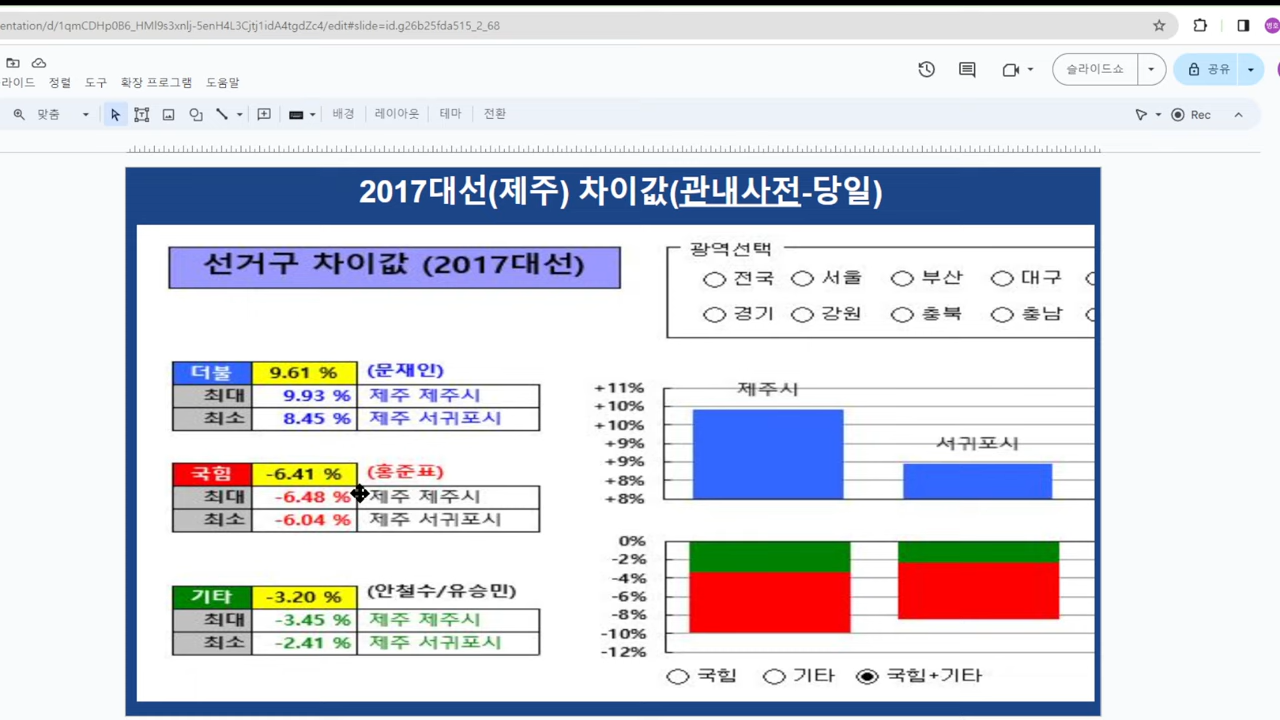 entation/d/1qmCDHp0B6_HMl9s3xnlj-5enH4L3Cjtj1idA4tgdZc4/edit#slide=id.g26b25fda515_2_68
라이드 정렬 도구 확장 프로그램 도움말
슬라이드쇼 공유
맞춤 배경 레이아웃 테마 전환 Rec
2017대선(제주) 차이값(관내사전-당일)
선거구 차이값 (2017대선)
광역선택
전국 서울 부산 대구
경기 강원 충북 충남
더불 9.61 % (문재인)
최대 9.93 % 제주 제주시
최소 8.45 % 제주 서귀포시
국힘 -6.41 % (홍준표)
최대 -6.48 % 제주 제주시
최소 -6.04 % 제주 서귀포시
기타 -3.20 % (안철수/유승민)
최대 -3.45 % 제주 제주시
최소 -2.41 % 제주 서귀포시
+11%
+10%
+10%
+9%
+9%
+8%
+8%
제주시
서귀포시
0%
-2%
-4%
-6%
-8%
-10%
-12%
국힘 기타 국힘+기타